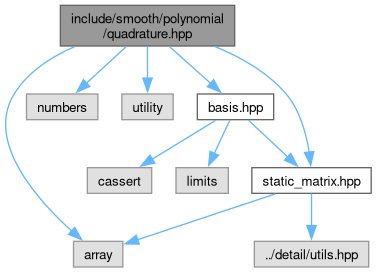 include/smooth/polynomial
/quadrature.hpp
numbers
utility
basis.hpp
cassert
limits
static_matrix.hpp
array
../detail/utils.hpp